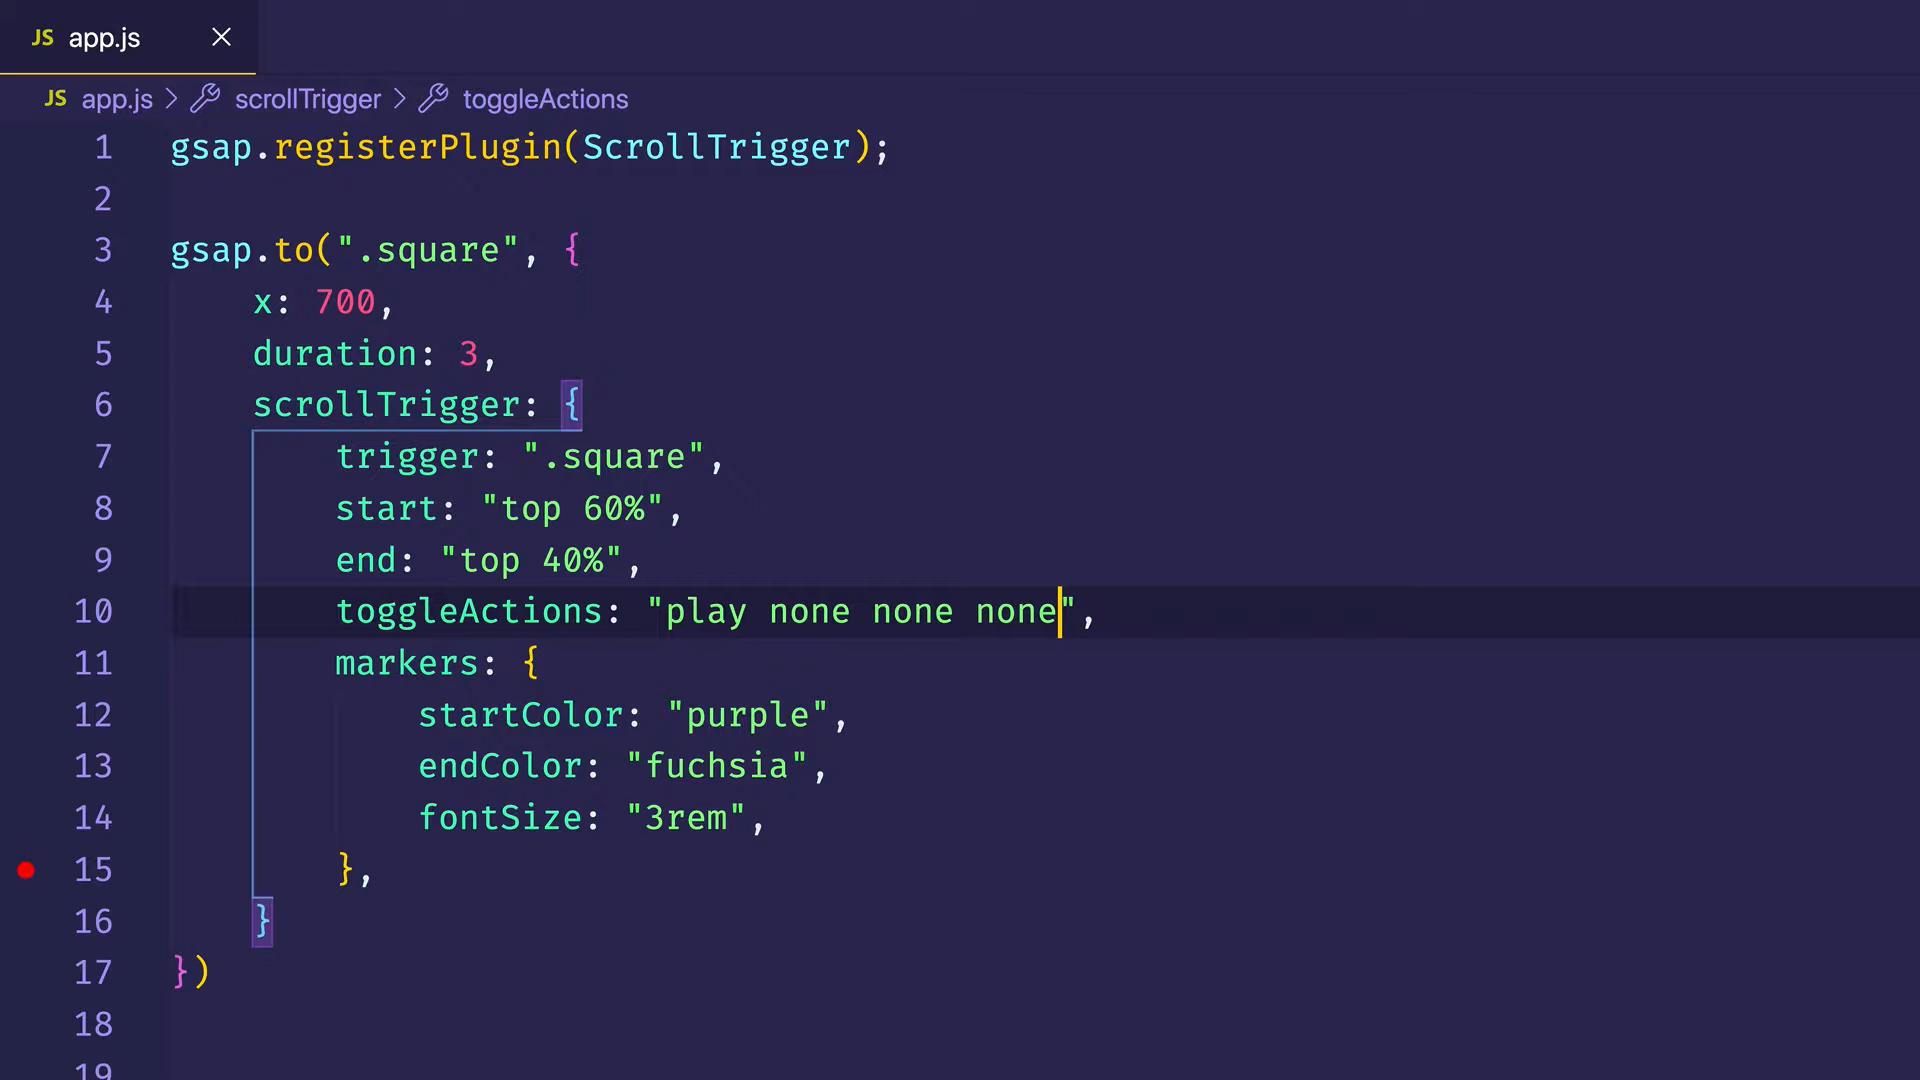 JS app.js
JS app.js > scrollTrigger > toggleActions
1 gsap.registerPlugin(ScrollTrigger);
2
3 gsap.to(".square", {
4     x: 700,
5     duration: 3,
6     scrollTrigger: {
7         trigger: ".square",
8         start: "top 60%",
9         end: "top 40%",
10         toggleActions: "play none none none",
11         markers: {
12             startColor: "purple",
13             endColor: "fuchsia",
14             fontSize: "3rem",
15         },
16     }
17 })
18
19